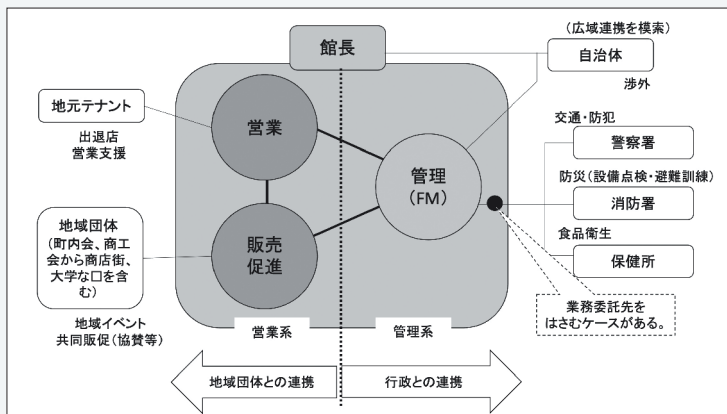 館長
(広域連携を模索)
自治体
渉外
地元テナント
出退店
営業支援
営業
管理
(FM)
販売
促進
交通・防犯
警察署
防災(設備点検・避難訓練)
消防署
食品衛生
保健所
地域団体
(町内会、商工
会から商店街、
大学な口を含
む)
地域イベント
共同販促(協賛等)
営業系
管理系
業務委託先を
はさむケースがある。
地域団体との連携
行政との連携